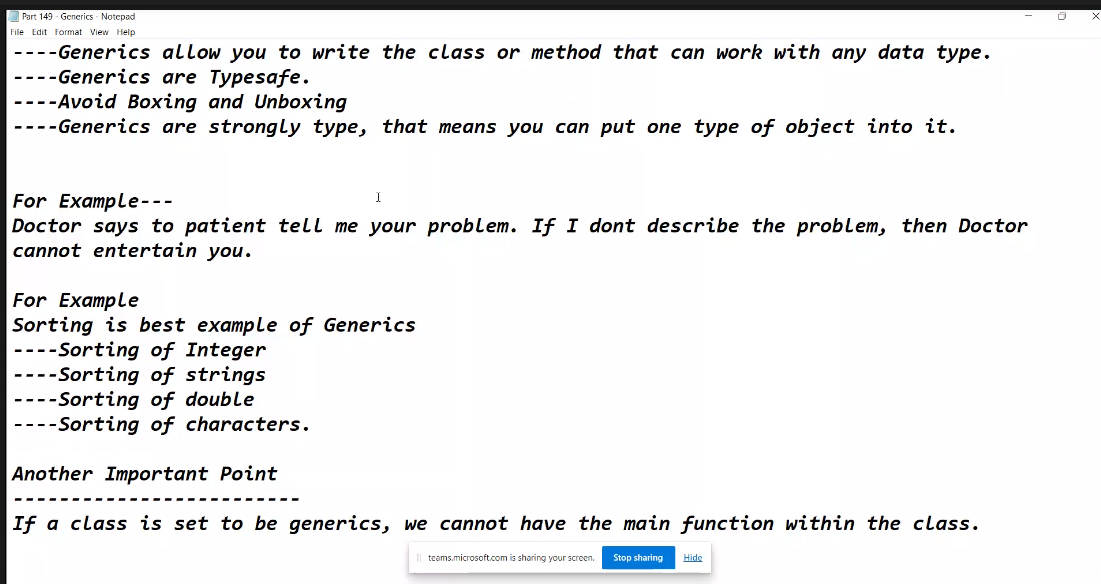 Part 149 - Generics - Notepad
File Edit Format View Help
----Generics allow you to write the class or method that can work with any data type.
----Generics are Typesafe.
----Avoid Boxing and Unboxing
----Generics are strongly type, that means you can put one type of object into it.
For Example---
Doctor says to patient tell me your problem. If I dont describe the problem, then Doctor
cannot entertain you.
For Example
Sorting is best example of Generics
----Sorting of Integer
----Sorting of strings
----Sorting of double
----Sorting of characters.
Another Important Point
-------------------------
If a class is set to be generics, we cannot have the main function within the class.
teams.microsoft.com is sharing your screen. Stop sharing Hide